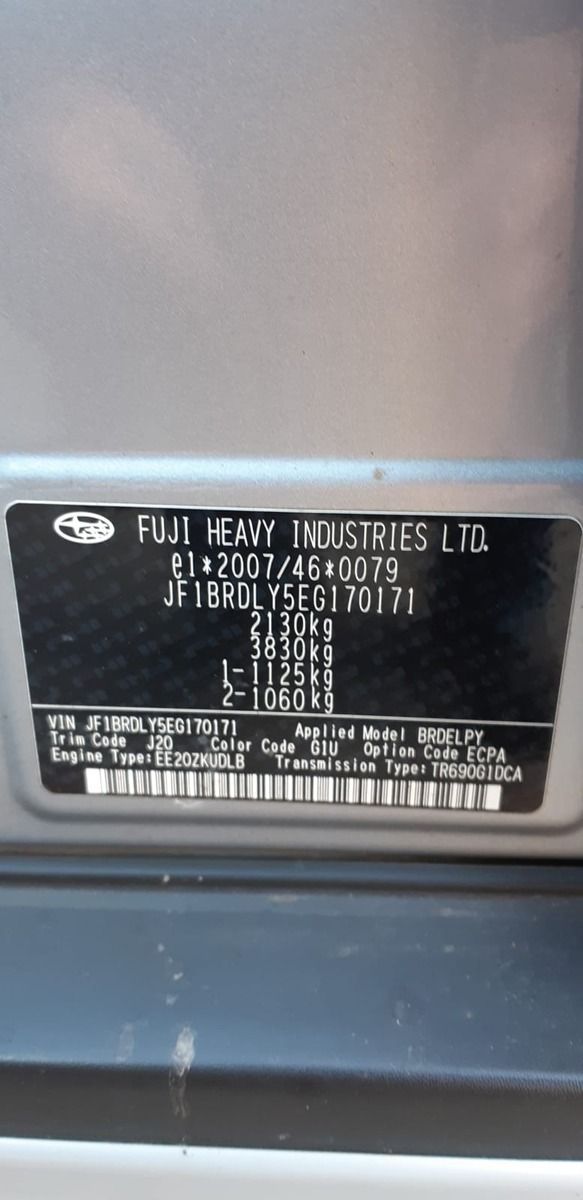 FUJI HEAVY INDUSTRIES LTD.
e1*2007/46*0079
JF1BRDLY5EG170171
2130kg
3830kg
1-1125kg
2-1060kg
VIN JF1BRDLY5EG170171 Applied Model BRDELPY
Trim Code J20 Color Code G1U Option Code ECPA
Engine Type:EE20ZKUDLB Transmission Type:TR690G1DCA